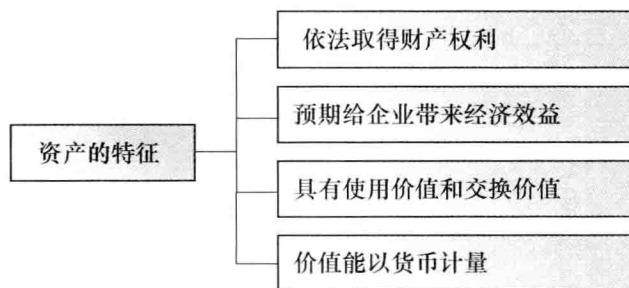 依法取得财产权利
预期给企业带来经济效益
资产的特征
具有使用价值和交换价值
价值能以货币计量